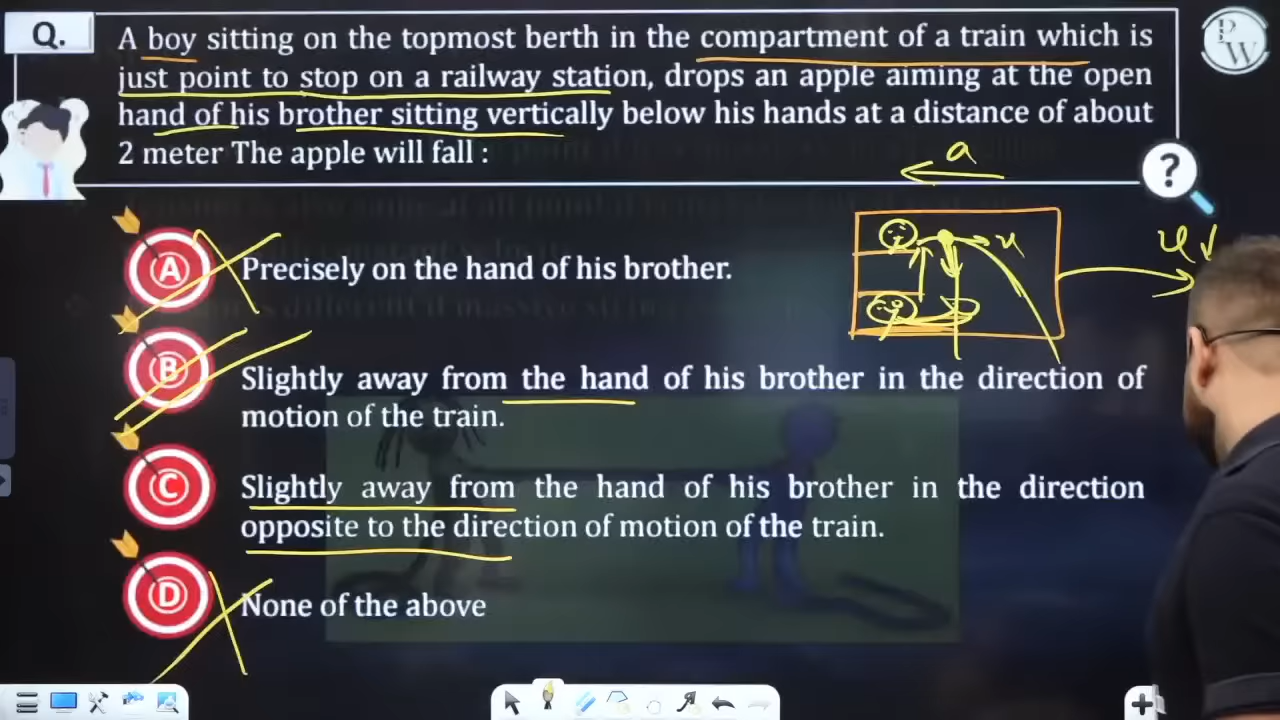 Q.
A boy sitting on the topmost berth in the compartment of a train which is
just point to stop on a railway station, drops an apple aiming at the open
hand of his brother sitting vertically below his hands at a distance of about
2 meter The apple will fall :
PW
?
a
u
u
A
Precisely on the hand of his brother.
B
Slightly away from the hand of his brother in the direction of
motion of the train.
C
Slightly away from the hand of his brother in the direction
opposite to the direction of motion of the train.
D
None of the above